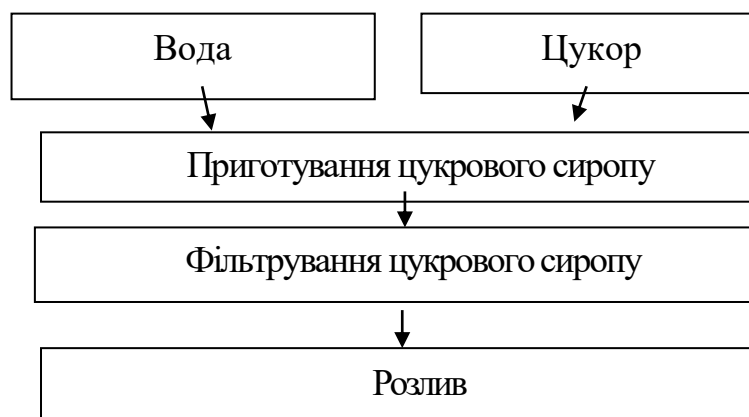 Вода
Цукор
Приготування цукрового сиропу
Фільтрування цукрового сиропу
Розлив